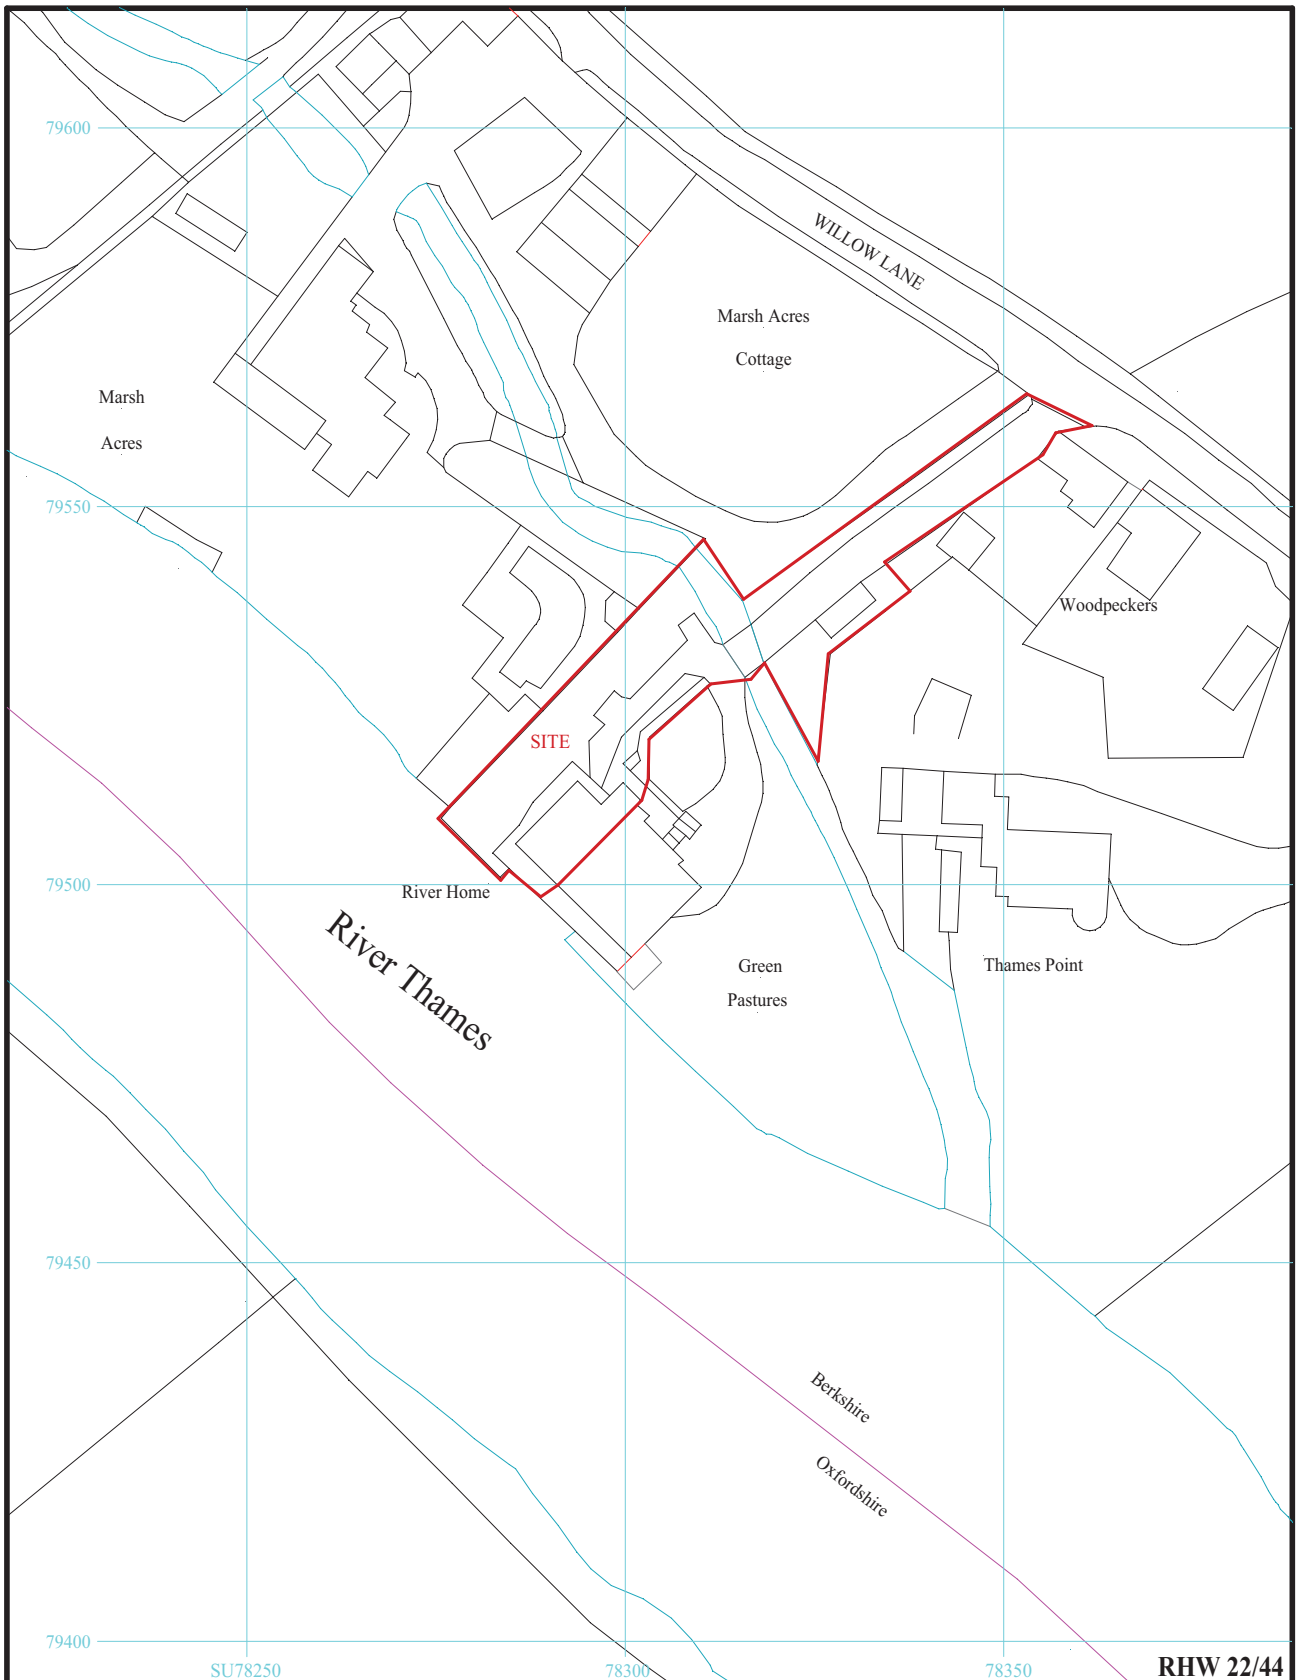 79600
WILLOW LANE
Marsh Acres
Cottage
Marsh
Acres
79550
Woodpeckers
SITE
River Home
79500
River Thames
Green
Pastures
Thames Point
79450
Berkshire
Oxfordshire
79400
SU78250
78300
78350
RHW 22/44